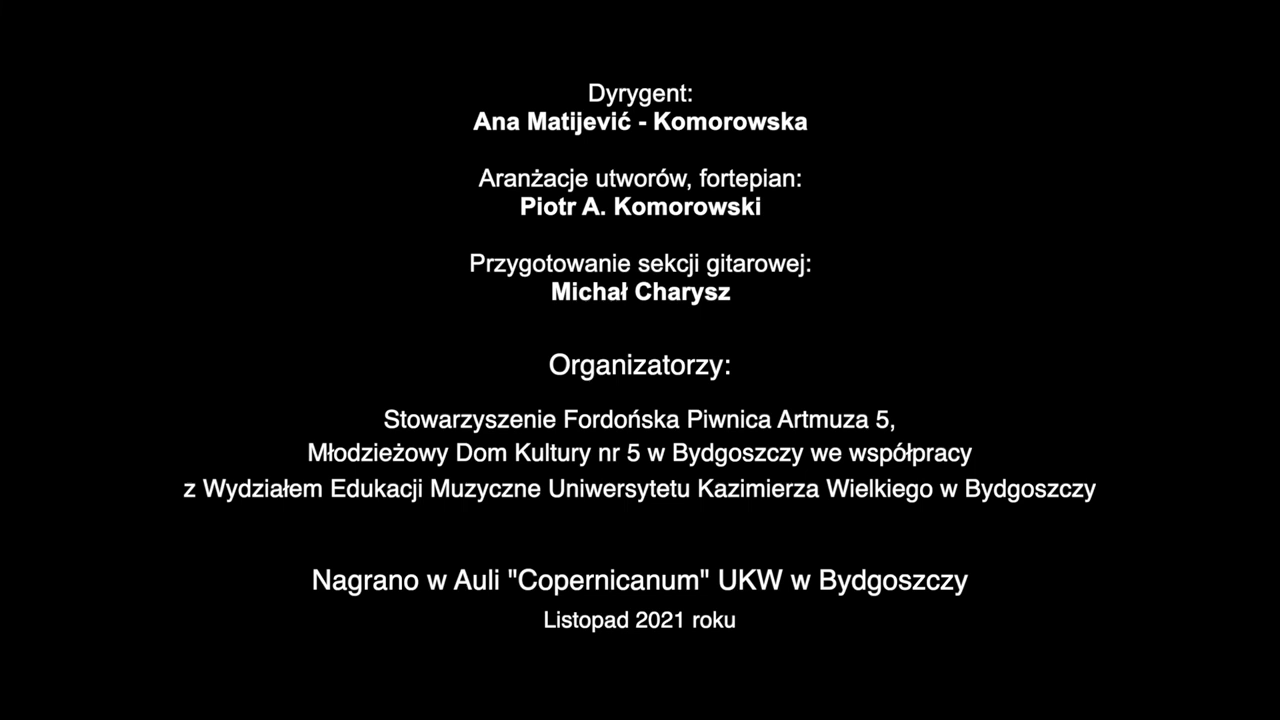 Dyrygent:
Ana Matijević - Komorowska
Aranżacje utworów, fortepian:
Piotr A. Komorowski
Przygotowanie sekcji gitarowej:
Michał Charysz
Organizatorzy:
Stowarzyszenie Fordońska Piwnica Artmuza 5,
Młodzieżowy Dom Kultury nr 5 w Bydgoszczy we współpracy
z Wydziałem Edukacji Muzyczne Uniwersytetu Kazimierza Wielkiego w Bydgoszczy
Nagrano w Auli "Copernicanum" UKW w Bydgoszczy
Listopad 2021 roku